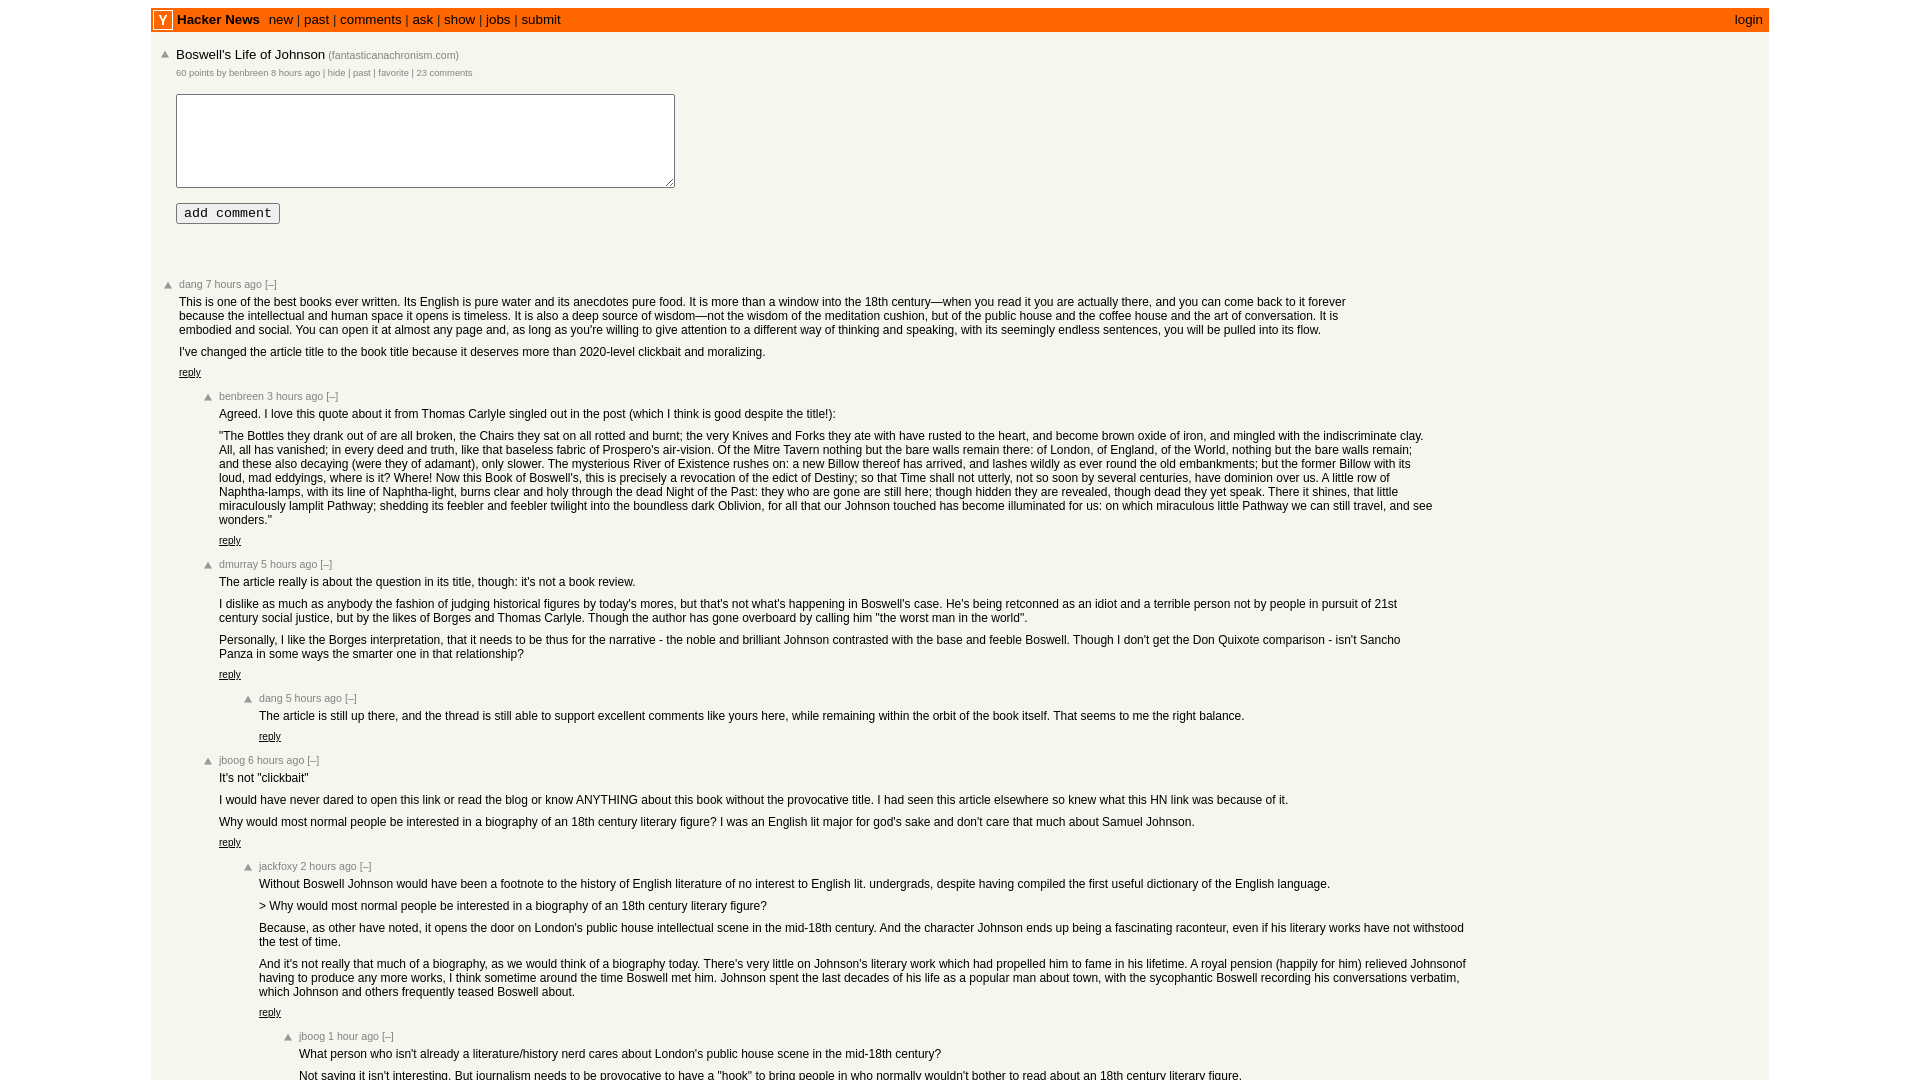 Y Hacker News new | past | comments | ask | show | jobs | submit login
Boswell's Life of Johnson (fantasticanachronism.com)
60 points by benbreen 8 hours ago | hide | past | favorite | 23 comments
add comment
dang 7 hours ago [–]
This is one of the best books ever written. Its English is pure water and its anecdotes pure food. It is more than a window into the 18th century—when you read it you are actually there, and you can come back to it forever
because the intellectual and human space it opens is timeless. It is also a deep source of wisdom—not the wisdom of the meditation cushion, but of the public house and the coffee house and the art of conversation. It is
embodied and social. You can open it at almost any page and, as long as you're willing to give attention to a different way of thinking and speaking, with its seemingly endless sentences, you will be pulled into its flow.
I've changed the article title to the book title because it deserves more than 2020-level clickbait and moralizing.
reply
benbreen 3 hours ago [–]
Agreed. I love this quote about it from Thomas Carlyle singled out in the post (which I think is good despite the title!):
"The Bottles they drank out of are all broken, the Chairs they sat on all rotted and burnt; the very Knives and Forks they ate with have rusted to the heart, and become brown oxide of iron, and mingled with the indiscriminate clay.
All, all has vanished; in every deed and truth, like that baseless fabric of Prospero's air-vision. Of the Mitre Tavern nothing but the bare walls remain there: of London, of England, of the World, nothing but the bare walls remain;
and these also decaying (were they of adamant), only slower. The mysterious River of Existence rushes on: a new Billow thereof has arrived, and lashes wildly as ever round the old embankments; but the former Billow with its
loud, mad eddyings, where is it? Where! Now this Book of Boswell's, this is precisely a revocation of the edict of Destiny; so that Time shall not utterly, not so soon by several centuries, have dominion over us. A little row of
Naphtha-lamps, with its line of Naphtha-light, burns clear and holy through the dead Night of the Past: they who are gone are still here; though hidden they are revealed, though dead they yet speak. There it shines, that little
miraculously lamplit Pathway; shedding its feebler and feebler twilight into the boundless dark Oblivion, for all that our Johnson touched has become illuminated for us: on which miraculous little Pathway we can still travel, and see
wonders."
reply
dmurray 5 hours ago [–]
The article really is about the question in its title, though: it's not a book review.
I dislike as much as anybody the fashion of judging historical figures by today's mores, but that's not what's happening in Boswell's case. He's being retconned as an idiot and a terrible person not by people in pursuit of 21st
century social justice, but by the likes of Borges and Thomas Carlyle. Though the author has gone overboard by calling him "the worst man in the world".
Personally, I like the Borges interpretation, that it needs to be thus for the narrative - the noble and brilliant Johnson contrasted with the base and feeble Boswell. Though I don't get the Don Quixote comparison - isn't Sancho
Panza in some ways the smarter one in that relationship?
reply
dang 5 hours ago [–]
The article is still up there, and the thread is still able to support excellent comments like yours here, while remaining within the orbit of the book itself. That seems to me the right balance.
reply
jboog 6 hours ago [–]
It's not "clickbait"
I would have never dared to open this link or read the blog or know ANYTHING about this book without the provocative title. I had seen this article elsewhere so knew what this HN link was because of it.
Why would most normal people be interested in a biography of an 18th century literary figure? I was an English lit major for god's sake and don't care that much about Samuel Johnson.
reply
jackfoxy 2 hours ago [–]
Without Boswell Johnson would have been a footnote to the history of English literature of no interest to English lit. undergrads, despite having compiled the first useful dictionary of the English language.
> Why would most normal people be interested in a biography of an 18th century literary figure?
Because, as other have noted, it opens the door on London's public house intellectual scene in the mid-18th century. And the character Johnson ends up being a fascinating raconteur, even if his literary works have not withstood
the test of time.
And it's not really that much of a biography, as we would think of a biography today. There's very little on Johnson's literary work which had propelled him to fame in his lifetime. A royal pension (happily for him) relieved Johnsonof
having to produce any more works, I think sometime around the time Boswell met him. Johnson spent the last decades of his life as a popular man about town, with the sycophantic Boswell recording his conversations verbatim,
which Johnson and others frequently teased Boswell about.
reply
jboog 1 hour ago [–]
What person who isn't already a literature/history nerd cares about London's public house scene in the mid-18th century?
Not saying it isn't interesting. But journalism needs to be provocative to have a "hook" to bring people in who normally wouldn't bother to read about an 18th century literary figure.